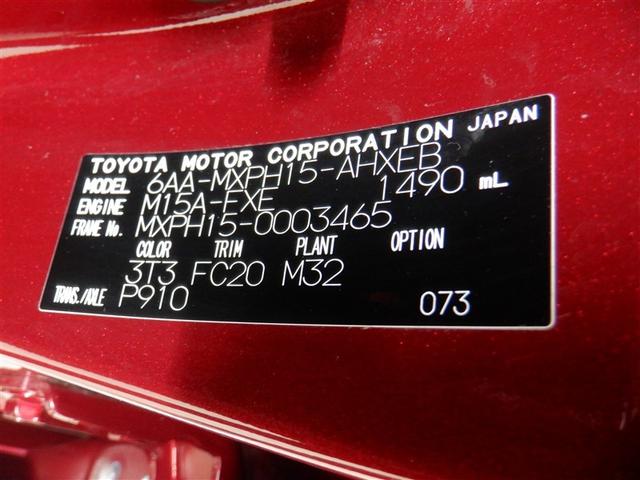 TOYOTA MOTOR CORPORATION JAPAN
MODEL 6AA-MXPH15-AHXEB
ENGINE M15A-FXE 1490 mL
FRAME No. MXPH15-0003465
COLOR TRIM PLANT OPTION
3T3 FC20 M32
TRANS./AXLE P910 073